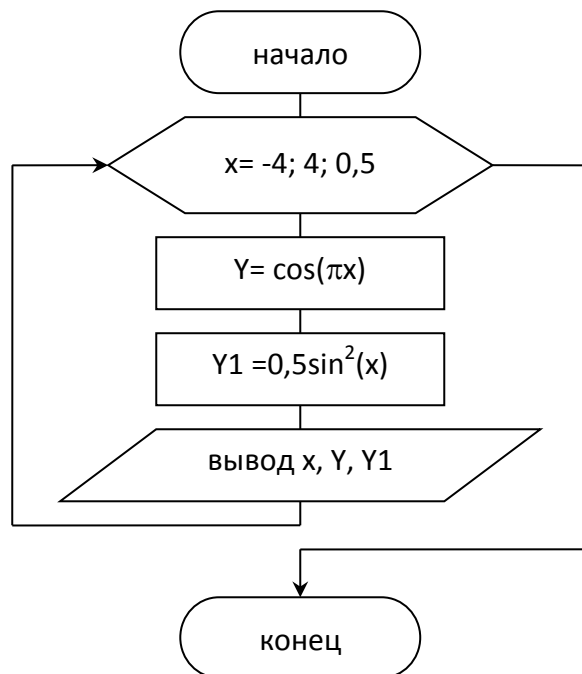 начало
x= -4; 4; 0,5
Y= cos(πx)
Y1 =0,5sin²(x)
вывод x, Y, Y1
конец